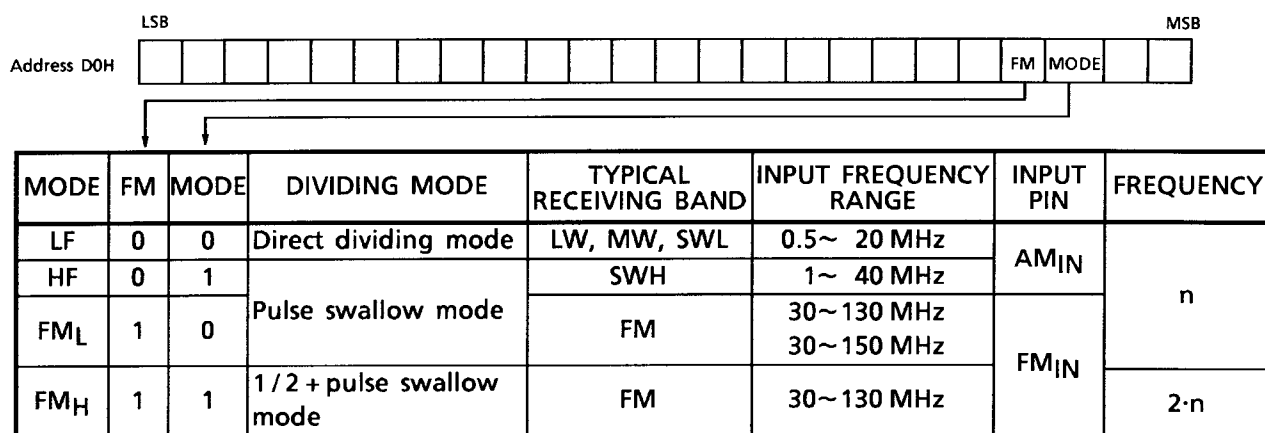 LSB MSB
Address D0H FM MODE
MODE FM MODE DIVIDING MODE TYPICAL RECEIVING BAND INPUT FREQUENCY RANGE INPUT PIN FREQUENCY
LF 0 0 Direct dividing mode LW, MW, SWL 0.5~ 20 MHz AMIN n
HF 0 1 Pulse swallow mode SWH 1~ 40 MHz
FML 1 0 FM 30~130 MHz
30~150 MHz FMIN
FMH 1 1 1/2 + pulse swallow mode FM 30~130 MHz 2·n